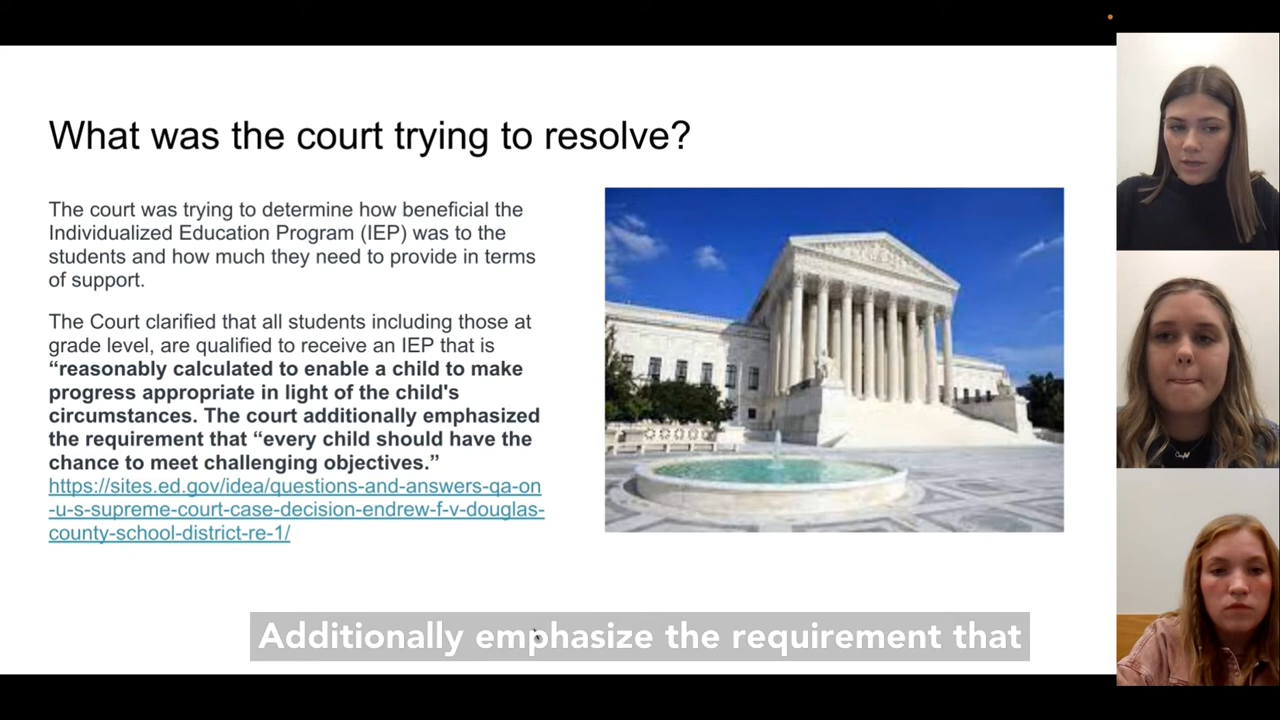 What was the court trying to resolve?
The court was trying to determine how beneficial the
Individualized Education Program (IEP) was to the
students and how much they need to provide in terms
of support.
The Court clarified that all students including those at
grade level, are qualified to receive an IEP that is
“reasonably calculated to enable a child to make
progress appropriate in light of the child's
circumstances. The court additionally emphasized
the requirement that “every child should have the
chance to meet challenging objectives.”
https://sites.ed.gov/idea/questions-and-answers-qa-on
-u-s-supreme-court-case-decision-endrew-f-v-douglas-
county-school-district-re-1/
Additionally emphasize the requirement that